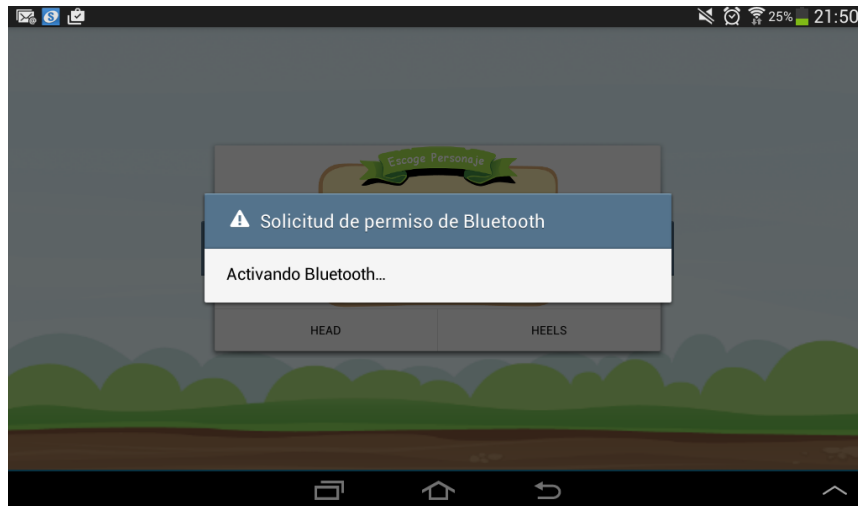 25% 21:50
Escoge Personaje
Solicitud de permiso de Bluetooth
Activando Bluetooth...
HEAD HEELS